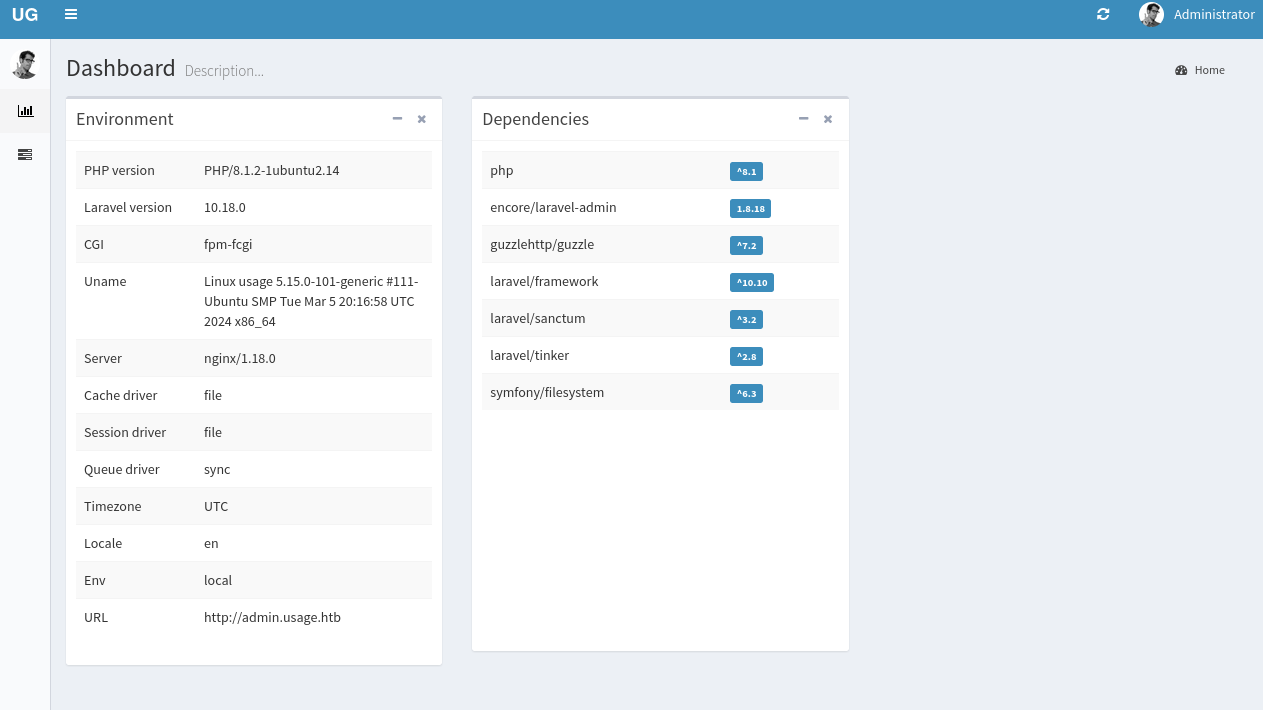 UG
Administrator
Dashboard Description...
Home
Environment
PHP version PHP/8.1.2-1ubuntu2.14
Laravel version 10.18.0
CGI fpm-fcgi
Uname Linux usage 5.15.0-101-generic #111-
Ubuntu SMP Tue Mar 5 20:16:58 UTC
2024 x86_64
Server nginx/1.18.0
Cache driver file
Session driver file
Queue driver sync
Timezone UTC
Locale en
Env local
URL http://admin.usage.htb
Dependencies
php ^8.1
encore/laravel-admin 1.8.18
guzzlehttp/guzzle ^7.2
laravel/framework ^10.10
laravel/sanctum ^3.2
laravel/tinker ^2.8
symfony/filesystem ^6.3